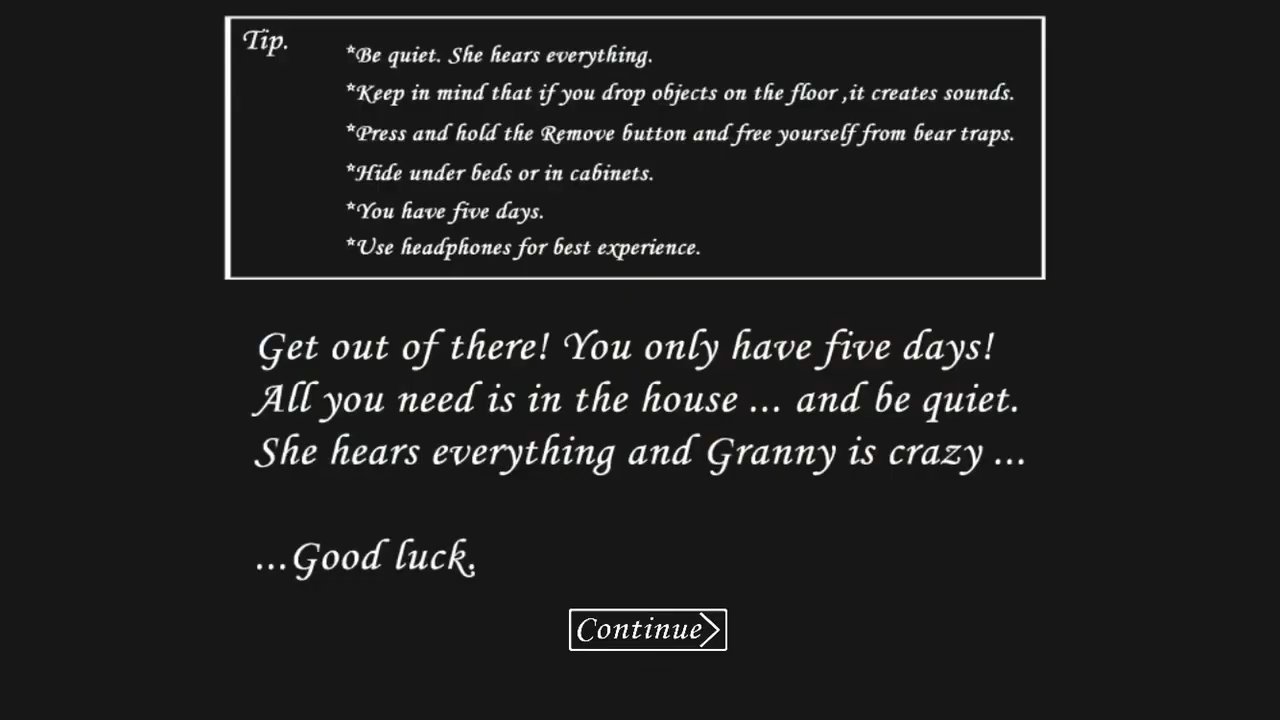 Tip.
*Be quiet. She hears everything.
*Keep in mind that if you drop objects on the floor ,it creates sounds.
*Press and hold the Remove button and free yourself from bear traps.
*Hide under beds or in cabinets.
*You have five days.
*Use headphones for best experience.
Get out of there! You only have five days!
All you need is in the house ... and be quiet.
She hears everything and Granny is crazy ...
...Good luck.
Continue